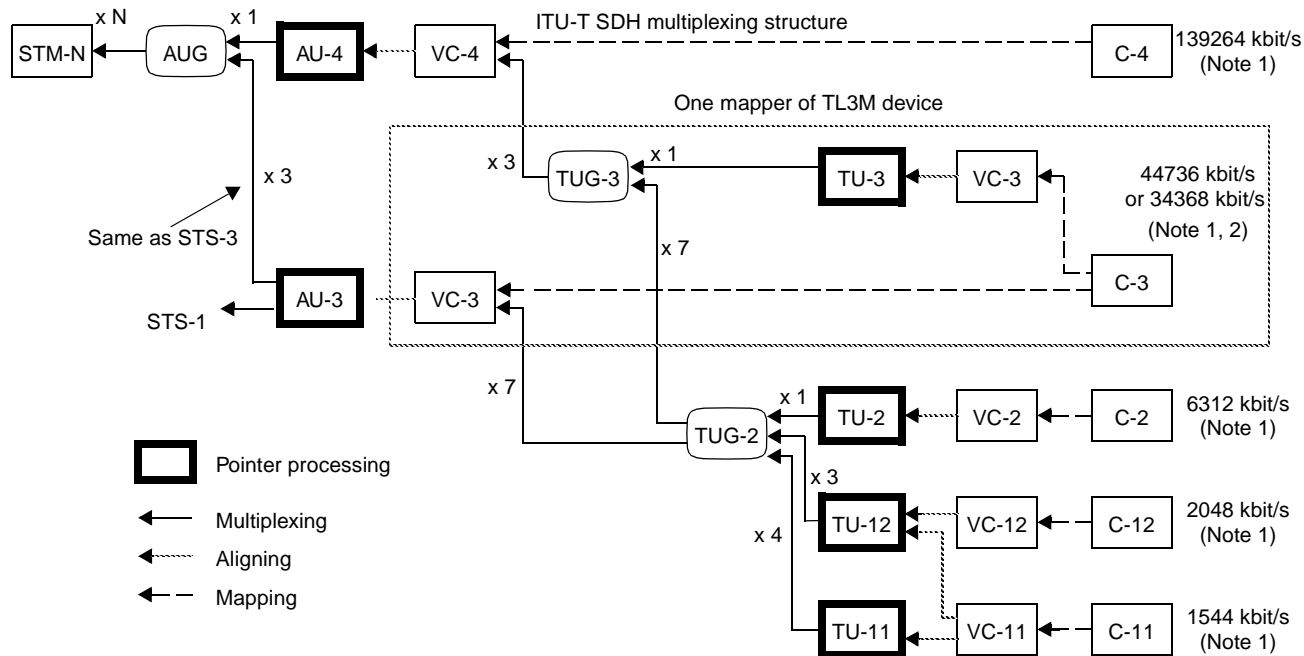 ITU-T SDH multiplexing structure
x N
x 1
STM-N
AUG
AU-4
VC-4
C-4
139264 kbit/s
(Note 1)
One mapper of TL3M device
x 3
x 3
TUG-3
x 1
TU-3
VC-3
44736 kbit/s
or 34368 kbit/s
(Note 1, 2)
Same as STS-3
x 7
C-3
AU-3
VC-3
STS-1
x 7
x 1
TUG-2
TU-2
VC-2
C-2
6312 kbit/s
(Note 1)
Pointer processing
x 3
Multiplexing
x 4
TU-12
VC-12
C-12
2048 kbit/s
(Note 1)
Aligning
Mapping
TU-11
VC-11
C-11
1544 kbit/s
(Note 1)